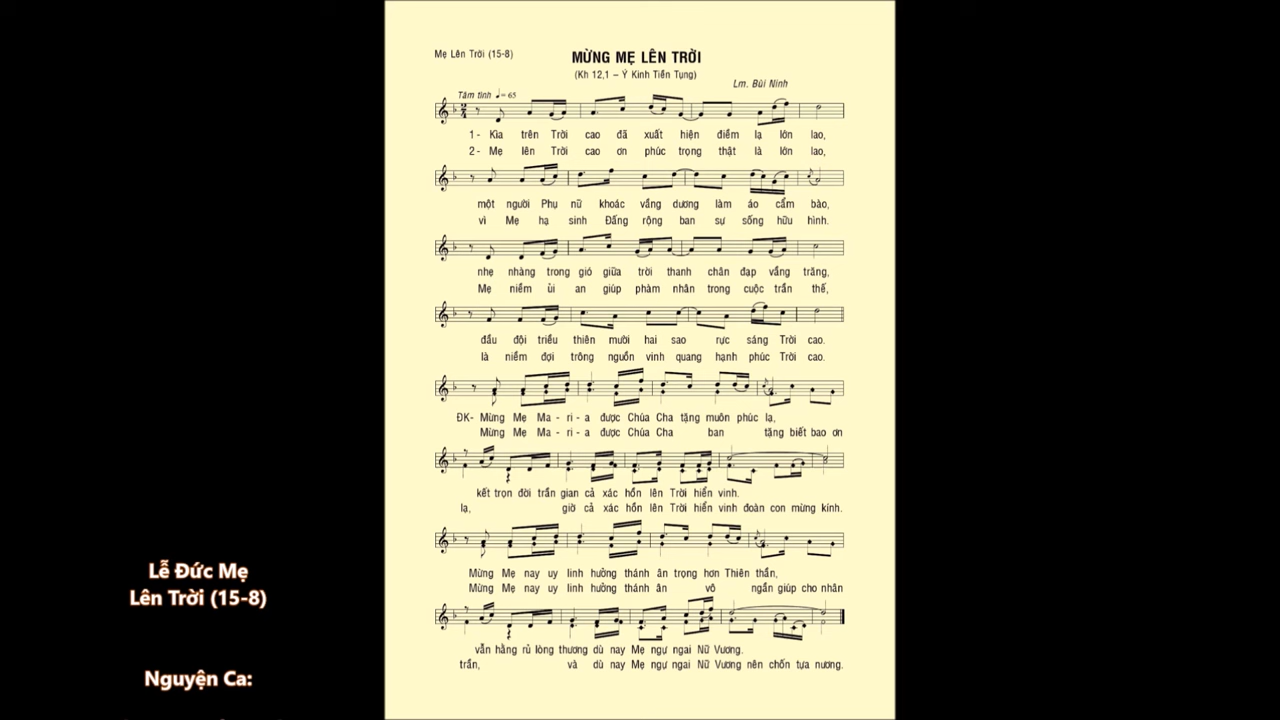 Mẹ Lên Trời (15-8)
MỪNG MẸ LÊN TRỜI
(Kh 12,1 – Ý Kinh Tiền Tụng)
Lm. Bùi Ninh
Tâm tình ♩= 65
1- Kìa trên Trời cao đã xuất hiện điềm lạ lớn lao,
2- Mẹ lên Trời cao ơn phúc trọng thật là lớn lao,
một người Phụ nữ khoác vầng dương làm áo cẩm bào,
vì Mẹ hạ sinh Đấng rộng ban sự sống hữu hình.
nhẹ nhàng trong gió giữa trời thanh chân đạp vầng trăng,
Mẹ niềm ủi an giúp phàm nhân trong cuộc trần thế,
đầu đội triều thiên mười hai sao rực sáng Trời cao.
là niềm đợi trông nguồn vinh quang hạnh phúc Trời cao.
ĐK- Mừng Mẹ Ma - ri - a được Chúa Cha tặng muôn phúc lạ,
Mừng Mẹ Ma - ri - a được Chúa Cha ban tặng biết bao ơn
kết trọn đời trần gian cả xác hồn lên Trời hiển vinh.
lạ, giờ cả xác hồn lên Trời hiển vinh đoàn con mừng kính.
Mừng Mẹ nay uy linh hưởng thánh ân trọng hơn Thiên thần,
Mừng Mẹ nay uy linh hưởng thánh ân vô ngần giúp cho nhân
vẫn hằng rủ lòng thương dù nay Mẹ ngự ngai Nữ Vương.
trần, và dù nay Mẹ ngự ngai Nữ Vương nên chốn tựa nương.
Lễ Đức Mẹ
Lên Trời (15-8)
Nguyện Ca: